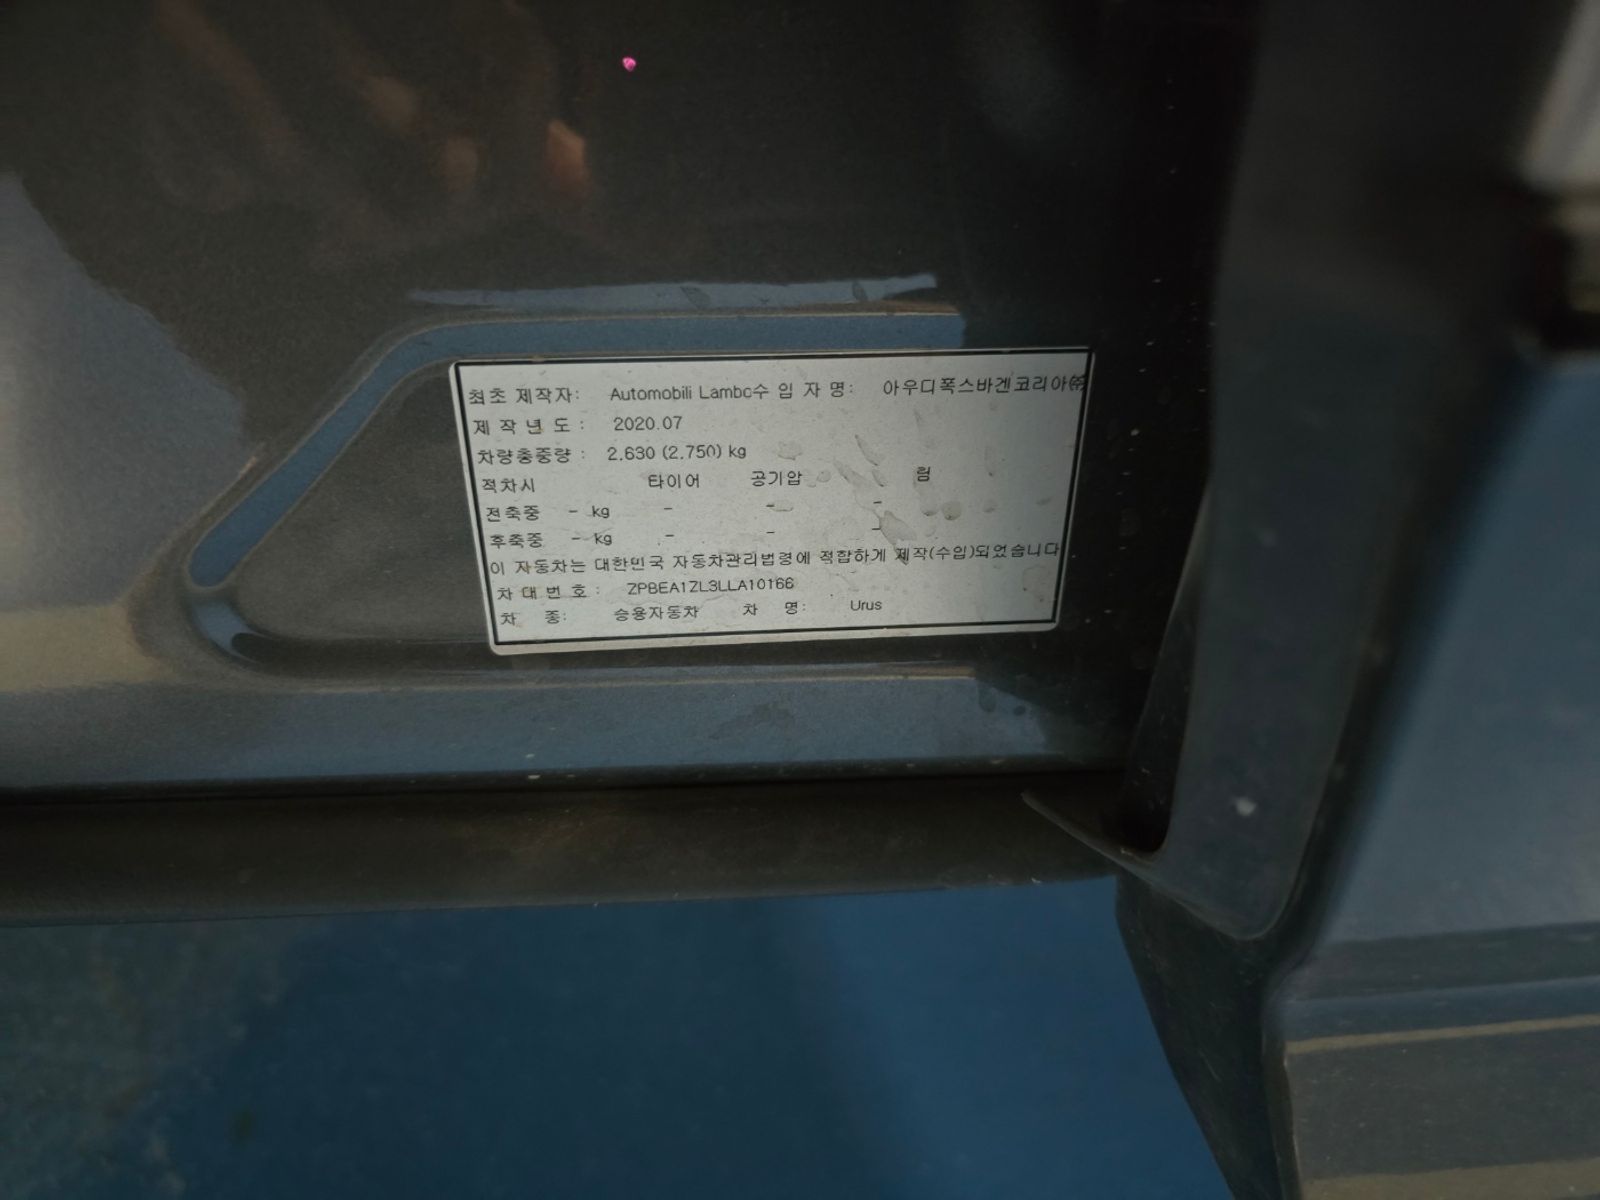 최초 제작자: Automobili Lambo수 입 자 명: 아우디폭스바겐코리아㈜
제 작 년 도 : 2020.07
차량총중량 : 2.630 (2.750) kg
적차시 타이어 공기압 림
전축중 - kg - - -
후축중 - kg - - -
이 자동차는 대한민국 자동차관리법령에 적합하게 제작(수입)되었습니다
차 대 번 호 : ZPBEA1ZL3LLA10166
차 종: 승용자동차 차 명: Urus